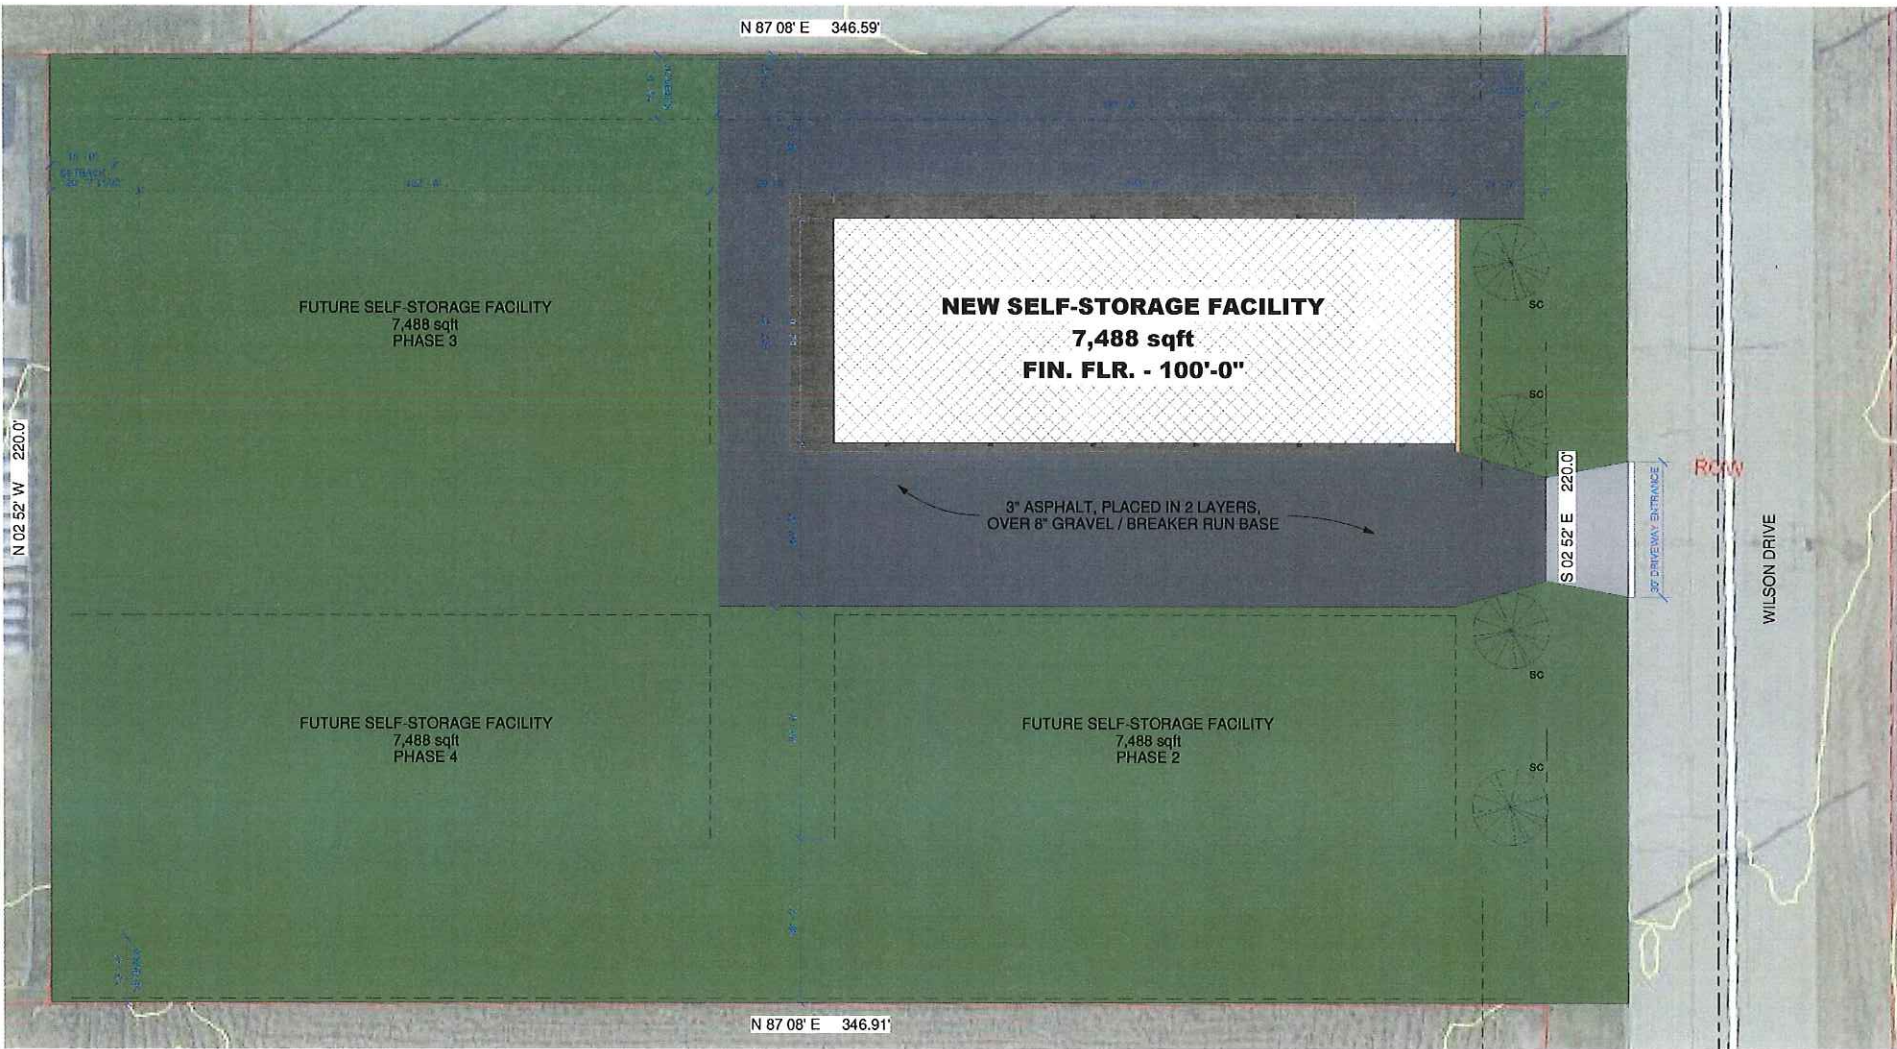 N 87 08' E 346.59'
SETBACK
FUTURE SELF-STORAGE FACILITY
7,488 sqft
PHASE 3
NEW SELF-STORAGE FACILITY
7,488 sqft
FIN. FLR. - 100'-0"
SC
SC
N 02 52' W 220.0'
3" ASPHALT, PLACED IN 2 LAYERS,
OVER 8" GRAVEL / BREAKER RUN BASE
S 02 52' E 220.0'
30' DRIVEWAY ENTRANCE
ROW
WILSON DRIVE
SC
FUTURE SELF-STORAGE FACILITY
7,488 sqft
PHASE 4
FUTURE SELF-STORAGE FACILITY
7,488 sqft
PHASE 2
SC
N 87 08' E 346.91'